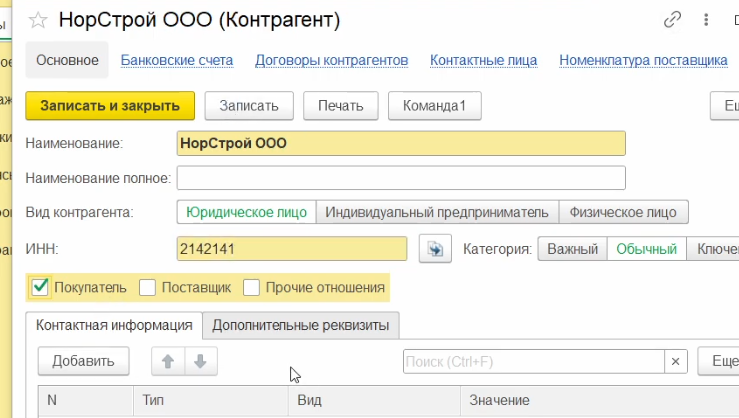 НорСтрой ООО (Контрагент)
Основное Банковские счета Договоры контрагентов Контактные лица Номенклатура поставщика
Записать и закрыть Записать Печать Команда1
Наименование: НорСтрой ООО
Наименование полное:
Вид контрагента: Юридическое лицо Индивидуальный предприниматель Физическое лицо
ИНН: 2142141 Категория: Важный Обычный
Покупатель Поставщик Прочие отношения
Контактная информация Дополнительные реквизиты
Добавить Поиск (Ctrl+F) × Еще
N Тип Вид Значение